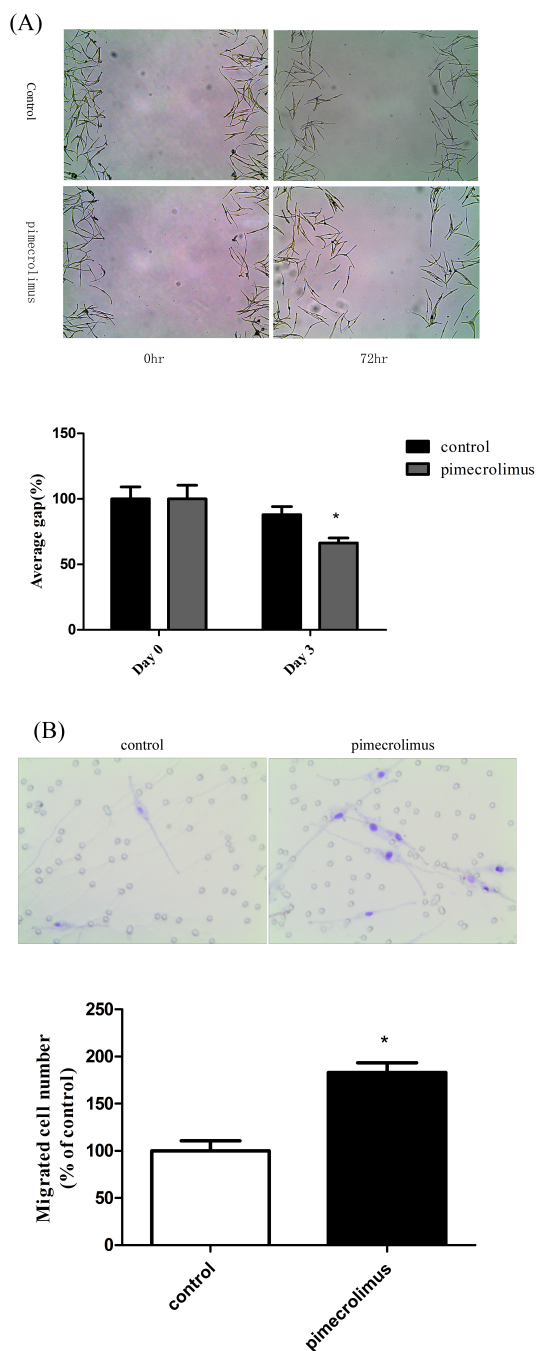 (A)
Control
pimecrolimus
0hr
72hr
150
100
50
0
Average gap(%)
Day 0
Day 3
*
control
pimecrolimus
(B)
control
pimecrolimus
250
200
150
100
50
0
Migrated cell number
(% of control)
*
control
pimecrolimus